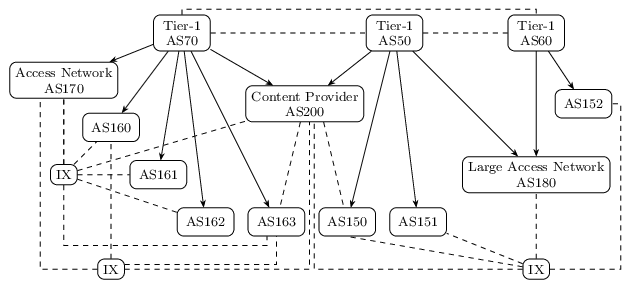 Tier-1
AS70
Tier-1
AS50
Tier-1
AS60
Access Network
AS170
Content Provider
AS200
AS152
AS160
IX
AS161
Large Access Network
AS180
AS162
AS163
AS150
AS151
IX
IX